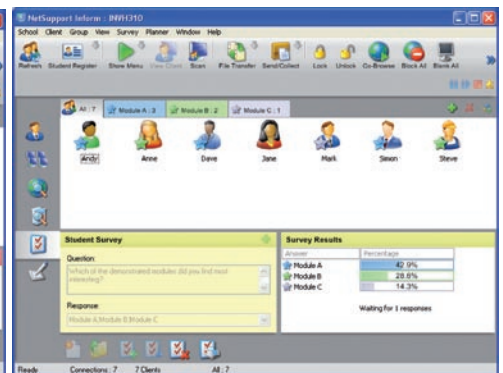 NetSupport Inform : INVH310
School Client Group View Survey Planner Window Help
Refresh Student Register Show Menu View Client Scan File Transfer Send/Collect Lock Unlock Co-Browse Block All Blank All
All : 7 Module A : 3 Module B : 2 Module C : 1
Andy Anne Dave Jane Mark Simon Steve
Student Survey Survey Results
Question: Answer Percentage
Which of the demonstrated modules did you find most
interesting?
Module A 42.9%
Module B 28.6%
Module C 14.3%
Response: Waiting for 1 responses
Module A,Module B,Module C
Ready Connections : 7 7 Clients All : 7